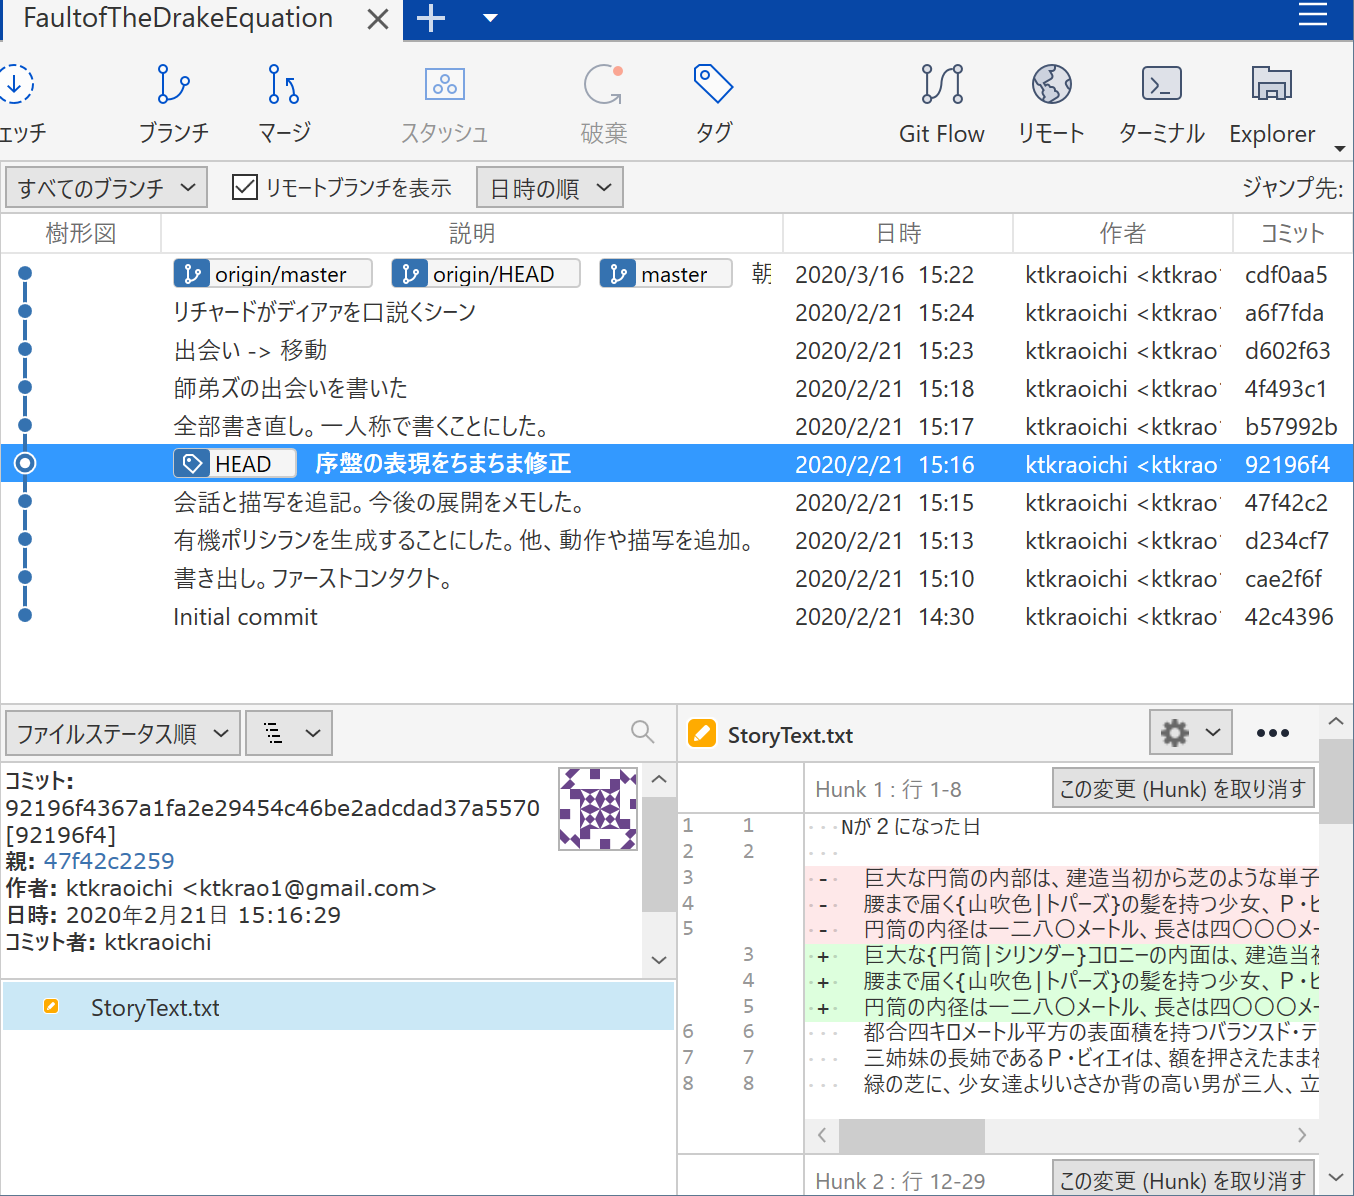 FaultofTheDrakeEquation
ェッチ ブランチ マージ スタッシュ 破棄 タグ Git Flow リモート ターミナル Explorer
すべてのブランチ リモートブランチを表示 日時の順 ジャンプ先:
樹形図 説明 日時 作者 コミット
origin/master origin/HEAD master 朝 2020/3/16 15:22 ktkraoichi <ktkrao1 cdf0aa5
リチャードがディアァを口説くシーン 2020/2/21 15:24 ktkraoichi <ktkrao1 a6f7fda
出会い -> 移動 2020/2/21 15:23 ktkraoichi <ktkrao1 d602f63
師弟ズの出会いを書いた 2020/2/21 15:18 ktkraoichi <ktkrao1 4f493c1
全部書き直し。一人称で書くことにした。 2020/2/21 15:17 ktkraoichi <ktkrao1 b57992b
HEAD 序盤の表現をちまちま修正 2020/2/21 15:16 ktkraoichi <ktkrao1 92196f4
会話と描写を追記。今後の展開をメモした。 2020/2/21 15:15 ktkraoichi <ktkrao1 47f42c2
有機ポリシランを生成することにした。他、動作や描写を追加。 2020/2/21 15:13 ktkraoichi <ktkrao1 d234cf7
書き出し。ファーストコンタクト。 2020/2/21 15:10 ktkraoichi <ktkrao1 cae2f6f
Initial commit 2020/2/21 14:30 ktkraoichi <ktkrao1 42c4396
ファイルステータス順
コミット:
92196f4367a1fa2e29454c46be2adcdad37a5570
[92196f4]
親: 47f42c2259
作者: ktkraoichi <ktkrao1@gmail.com>
日時: 2020年2月21日 15:16:29
コミット者: ktkraoichi
StoryText.txt
StoryText.txt
Hunk 1 : 行 1-8 この変更 (Hunk) を取り消す
1 1 Nが２になった日
2 2
3 - 巨大な円筒の内部は、建造当初から芝のような単子
4 - 腰まで届く{山吹色|トパーズ}の髪を持つ少女、Ｐ・ビ
5 - 円筒の内径は一二八〇メートル、長さは四〇〇〇メー
3 + 巨大な{円筒|シリンダー}コロニーの内面は、建造当初
4 + 腰まで届く{山吹色|トパーズ}の髪を持つ少女、Ｐ・ビ
5 + 円筒の内径は一二八〇メートル、長さは四〇〇〇メー
6 6 都合四キロメートル平方の表面積を持つバランスド・テ
7 7 三姉妹の長姉であるＰ・ビィエィは、額を押さえたまま
8 8 緑の芝に、少女達よりいささか背の高い男が三人、立
Hunk 2 : 行 12-29 この変更 (Hunk) を取り消す